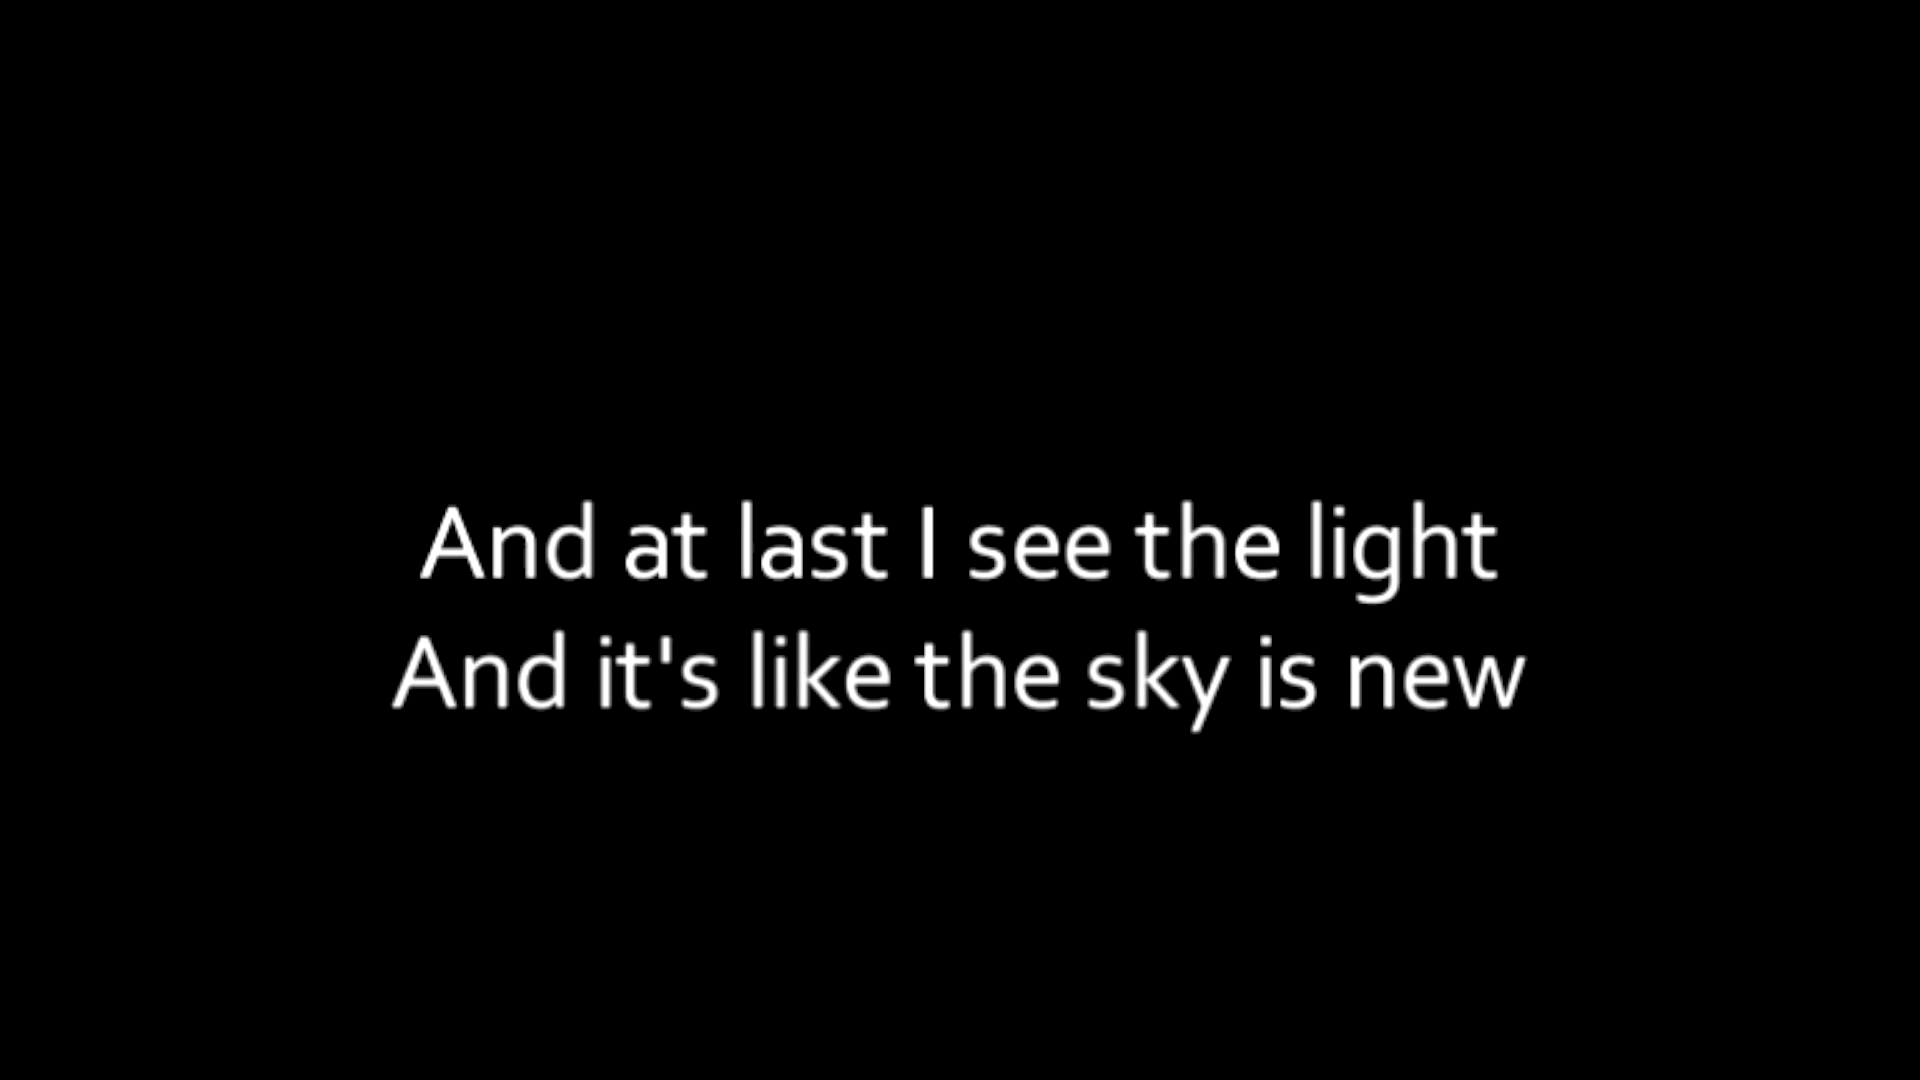 And at last I see the light
And it's like the sky is new